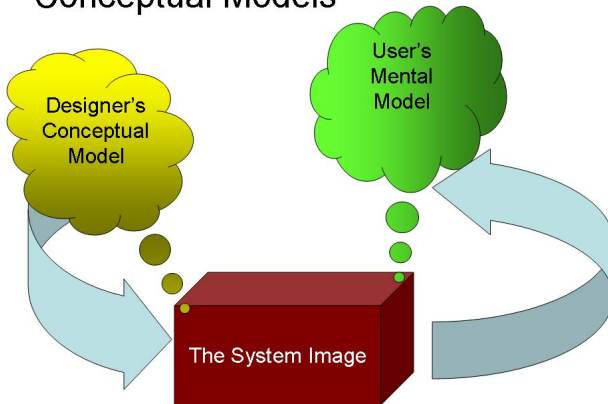 Conceptual Models
User's
Mental
Model
Designer's
Conceptual
Model
The System Image